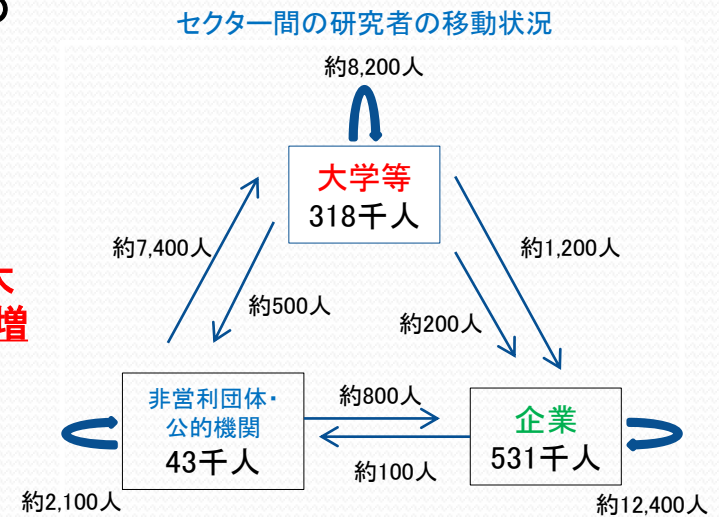 の
セクター間の研究者の移動状況
約8,200人
大学等
318千人
約7,400人
約1,200人
大
増
約500人
約200人
非営利団体・
公的機関
43千人
約800人
約100人
企業
531千人
約2,100人
約12,400人